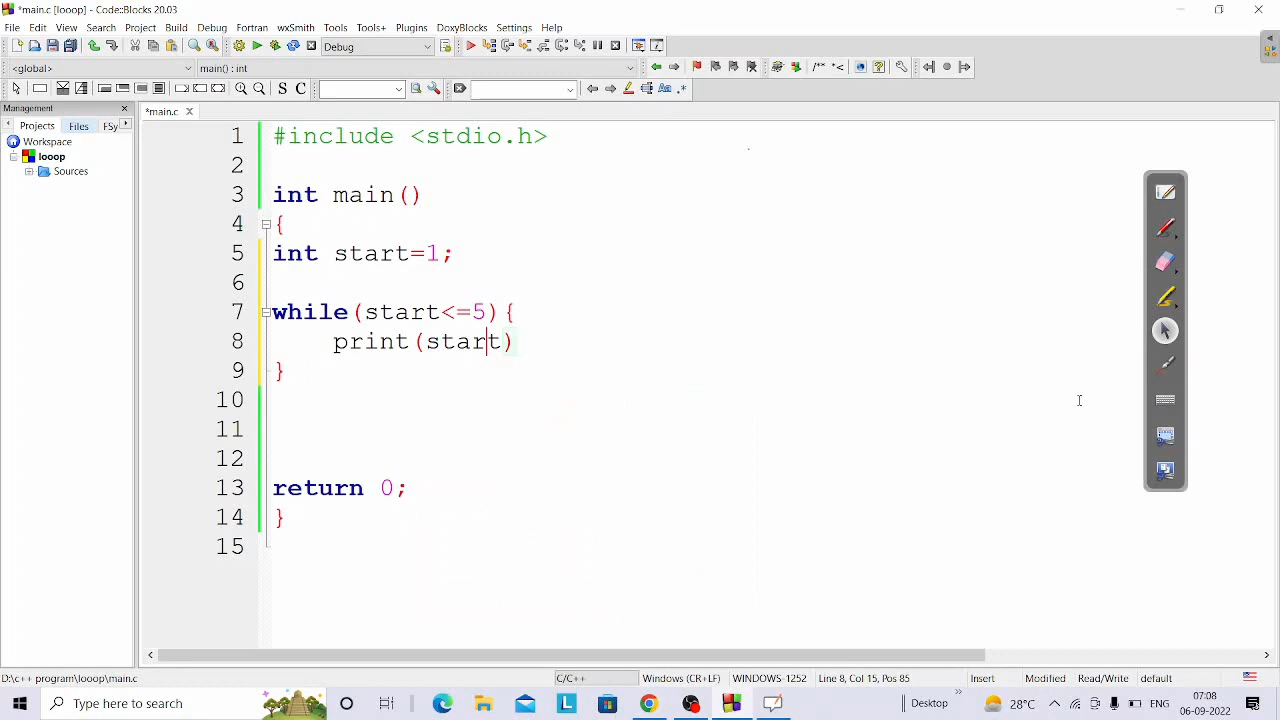 *main.c [looop] - Code::Blocks 20.03
File Edit View Search Project Build Debug Fortran wxSmith Tools Tools+ Plugins DoxyBlocks Settings Help
Debug
<global> main() : int
/** *<
S C
Aa .*
Management
*main.c
Projects Files FSy
Workspace
looop
Sources
1 #include <stdio.h>
2
3 int main()
4 {
5 int start=1;
6
7 while(start<=5){
8 print(start)
9 }
10
11
12
13 return 0;
14 }
15
D:\c++ program\looop\main.c C/C++ Windows (CR+LF) WINDOWS-1252 Line 8, Col 15, Pos 85 Insert Modified Read/Write default
Type here to search
L
Desktop
28°C
ENG
07:08
06-09-2022